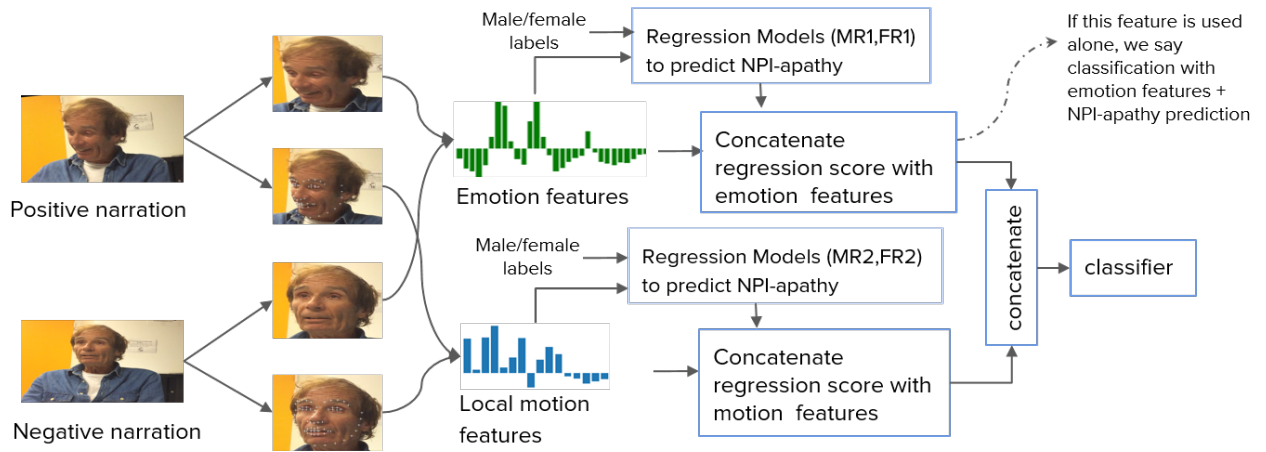 Positive narration
Negative narration
Male/female
labels
Regression Models (MR1,FR1)
to predict NPI-apathy
Emotion features
Concatenate
regression score with
emotion features
If this feature is used
alone, we say
classification with
emotion features +
NPI-apathy prediction
Male/female
labels
Regression Models (MR2,FR2)
to predict NPI-apathy
Local motion
features
Concatenate
regression score with
motion features
concatenate
classifier